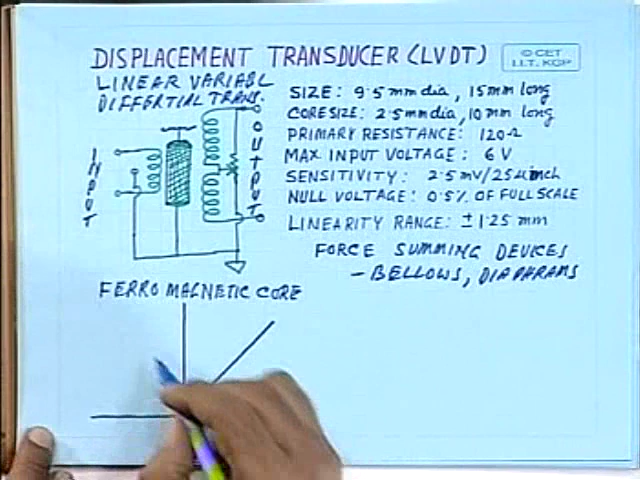 DISPLACEMENT TRANSDUCER (LVDT)
© CET
I.I.T. KGP
LINEAR VARIABL
DIFFERTIAL TRANS.
INPUT
OUTPUT
SIZE: 9.5 mm dia, 15 mm long
CORE SIZE: 2.5 mm dia, 10 mm long
PRIMARY RESISTANCE: 120 Ω
MAX INPUT VOLTAGE: 6 V
SENSITIVITY: 2.5 mV/25 μ inch
NULL VOLTAGE: 0.5% OF FULL SCALE
LINEARITY RANGE: ± 1.25 mm
FORCE SUMMING DEVICES
- BELLOWS, DIAPHRAMS
FERRO MAGNETIC CORE